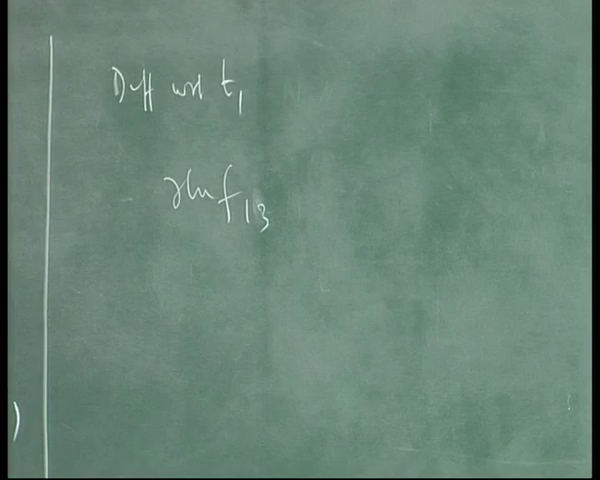 Diff wrt t₁
∂ln f₁₃
)